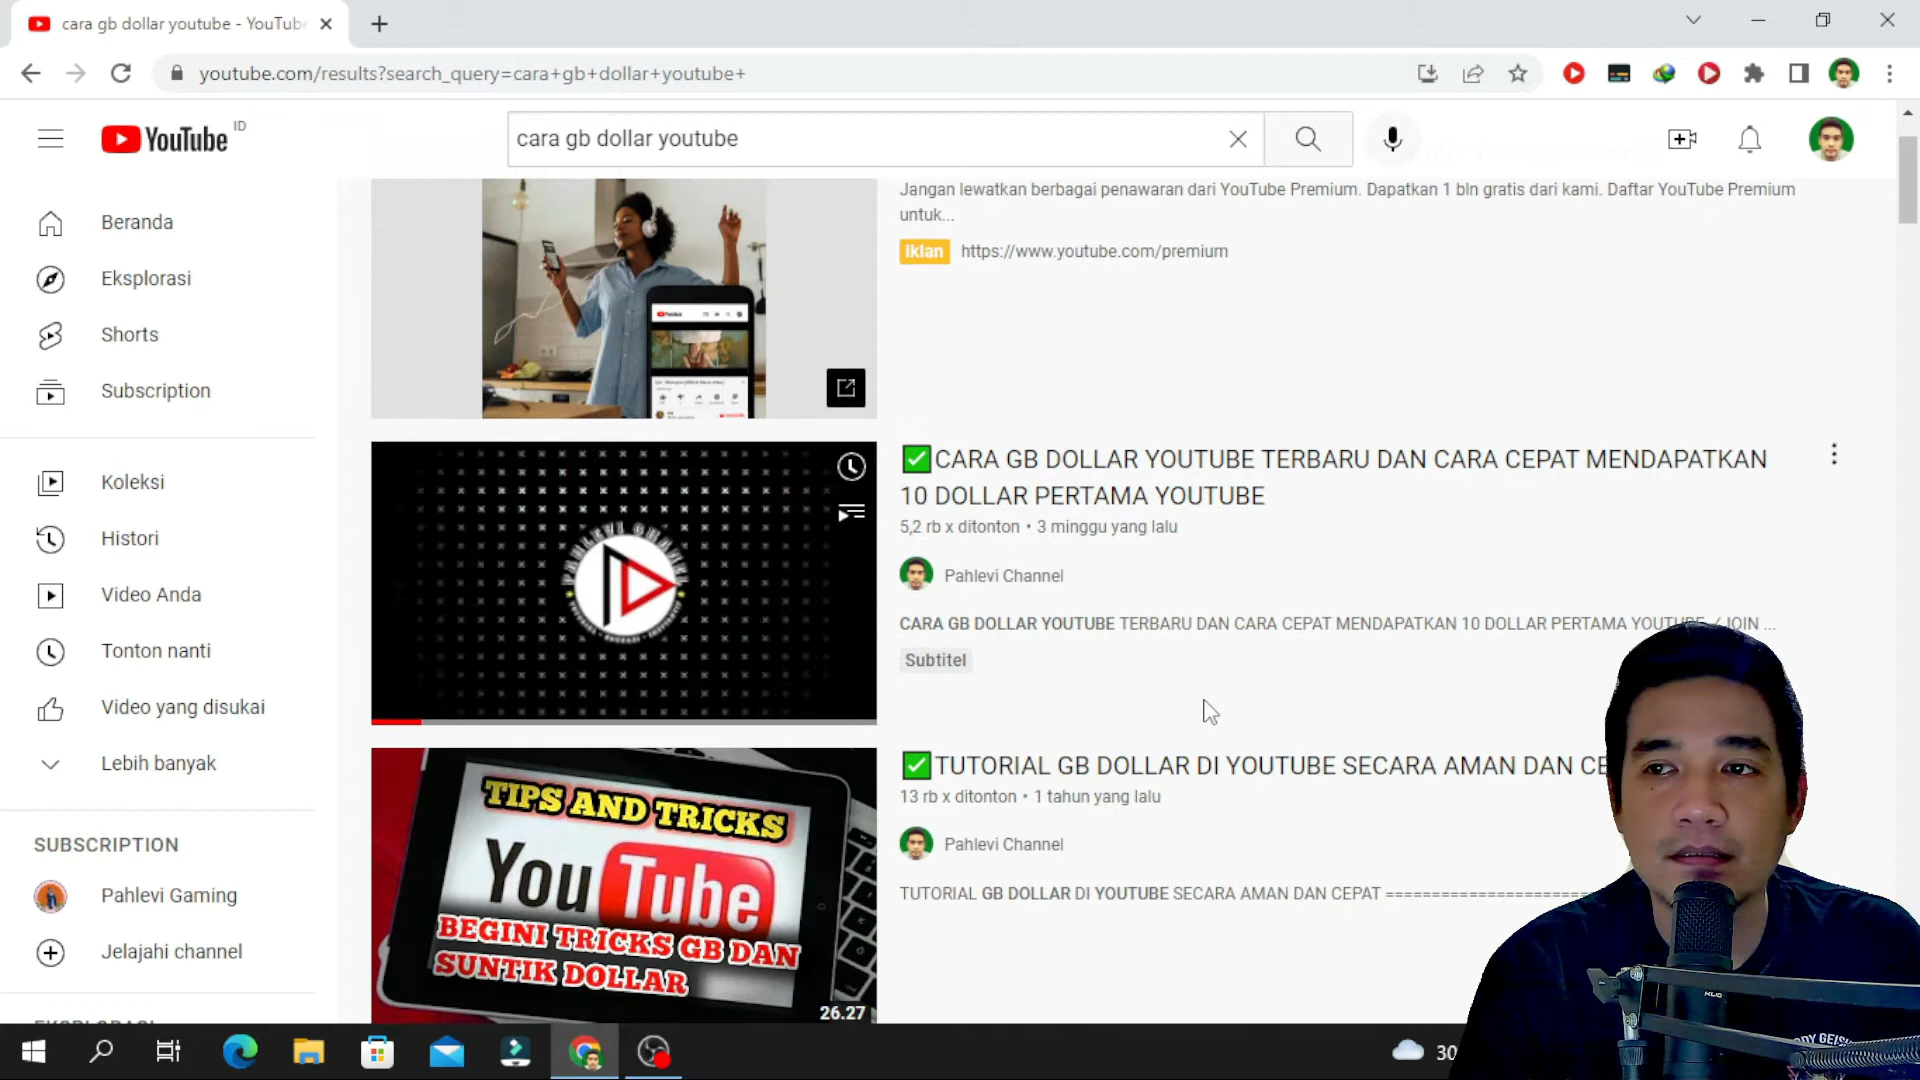 cara gb dollar youtube - YouTube
youtube.com/results?search_query=cara+gb+dollar+youtube+
YouTube ID
cara gb dollar youtube
Beranda
Eksplorasi
Shorts
Subscription
Koleksi
Histori
Video Anda
Tonton nanti
Video yang disukai
Lebih banyak
SUBSCRIPTION
Pahlevi Gaming
Jelajahi channel
Jangan lewatkan berbagai penawaran dari YouTube Premium. Dapatkan 1 bln gratis dari kami. Daftar YouTube Premium
untuk...
Iklan https://www.youtube.com/premium
PAHLEVI CHANNEL
✅CARA GB DOLLAR YOUTUBE TERBARU DAN CARA CEPAT MENDAPATKAN
10 DOLLAR PERTAMA YOUTUBE
5,2 rb x ditonton • 3 minggu yang lalu
Pahlevi Channel
CARA GB DOLLAR YOUTUBE TERBARU DAN CARA CEPAT MENDAPATKAN 10 DOLLAR PERTAMA YOUTUBE / JOIN ...
Subtitel
TIPS AND TRICKS
YouTube
BEGINI TRICKS GB DAN
SUNTIK DOLLAR
26.27
✅TUTORIAL GB DOLLAR DI YOUTUBE SECARA AMAN DAN CE
13 rb x ditonton • 1 tahun yang lalu
Pahlevi Channel
TUTORIAL GB DOLLAR DI YOUTUBE SECARA AMAN DAN CEPAT =======================
30